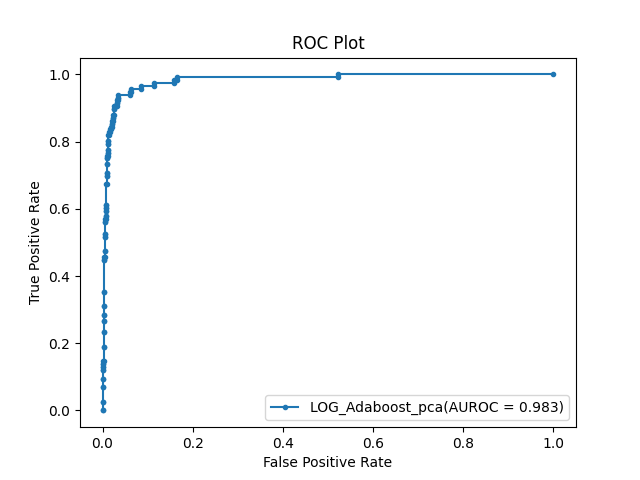 ROC Plot
1.0
0.8
0.6
0.4
0.2
0.0
True Positive Rate
LOG_Adaboost_pca(AUROC = 0.983)
0.0 0.2 0.4 0.6 0.8 1.0
False Positive Rate